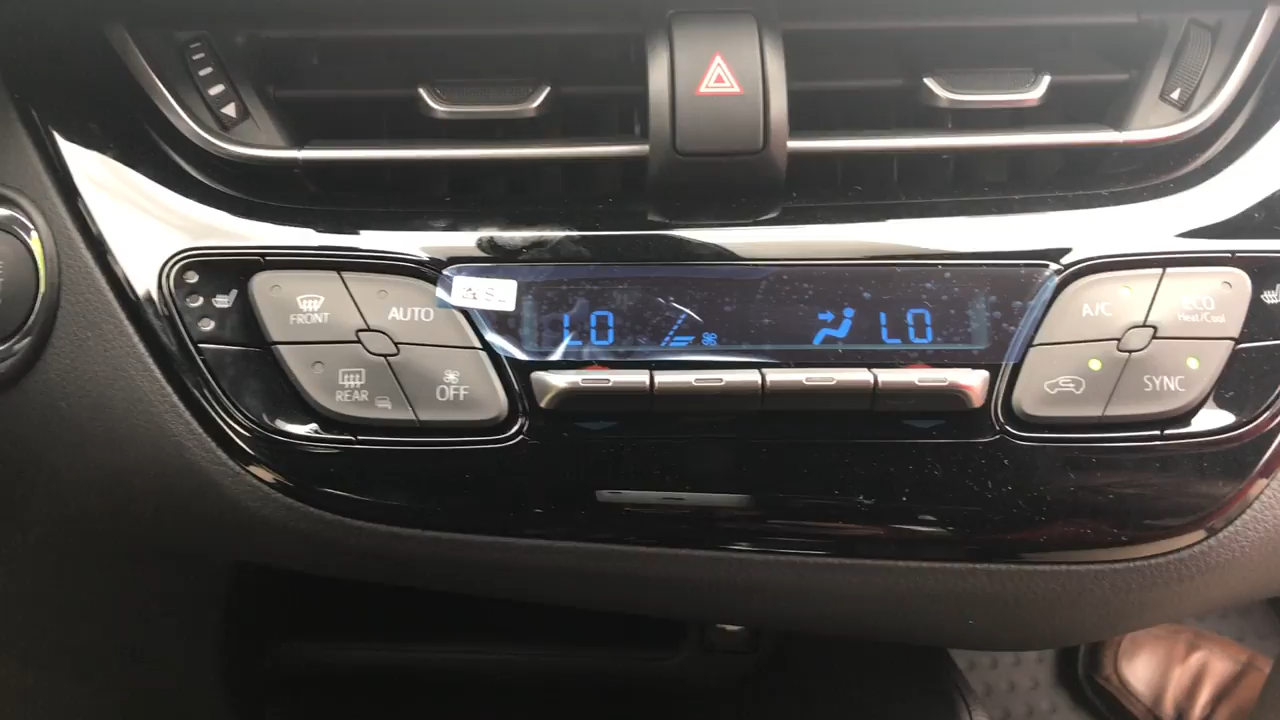 FRONT
AUTO
REAR
OFF
LO
LO
A/C
ECO
Heat/Cool
SYNC